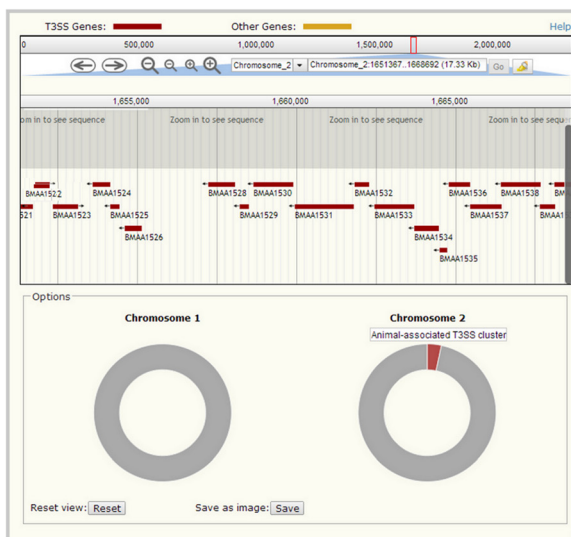 T3SS Genes: Other Genes: Help
0 500,000 1,000,000 1,500,000 2,000,000
Chromosome_2 Chromosome_2:1651367..1668692 (17.33 Kb) Go
1,655,000 1,660,000 1,665,000
om in to see sequence Zoom in to see sequence Zoom in to see sequence Zoom in to see sequ
BMAA1522 BMAA1524 BMAA1528 BMAA1530 BMAA1532 BMAA1536 BMAA1538
521 BMAA1523 BMAA1525 BMAA1529 BMAA1531 BMAA1533 BMAA1537 BMAA1
BMAA1526 BMAA1534
BMAA1535
Options
Chromosome 1 Chromosome 2
Animal-associated T3SS cluster
Reset view: Reset Save as image: Save